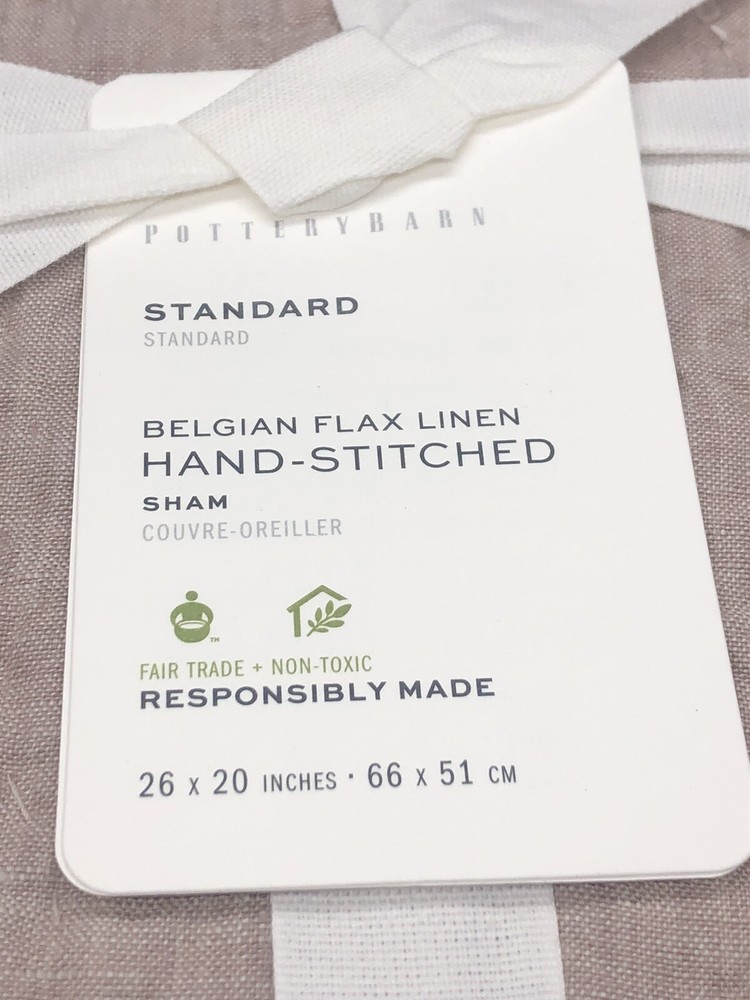 POTTERYBARN
STANDARD
STANDARD
BELGIAN FLAX LINEN
HAND-STITCHED
SHAM
COUVRE-OREILLER
TM
FAIR TRADE + NON-TOXIC
RESPONSIBLY MADE
26 x 20 INCHES · 66 x 51 CM